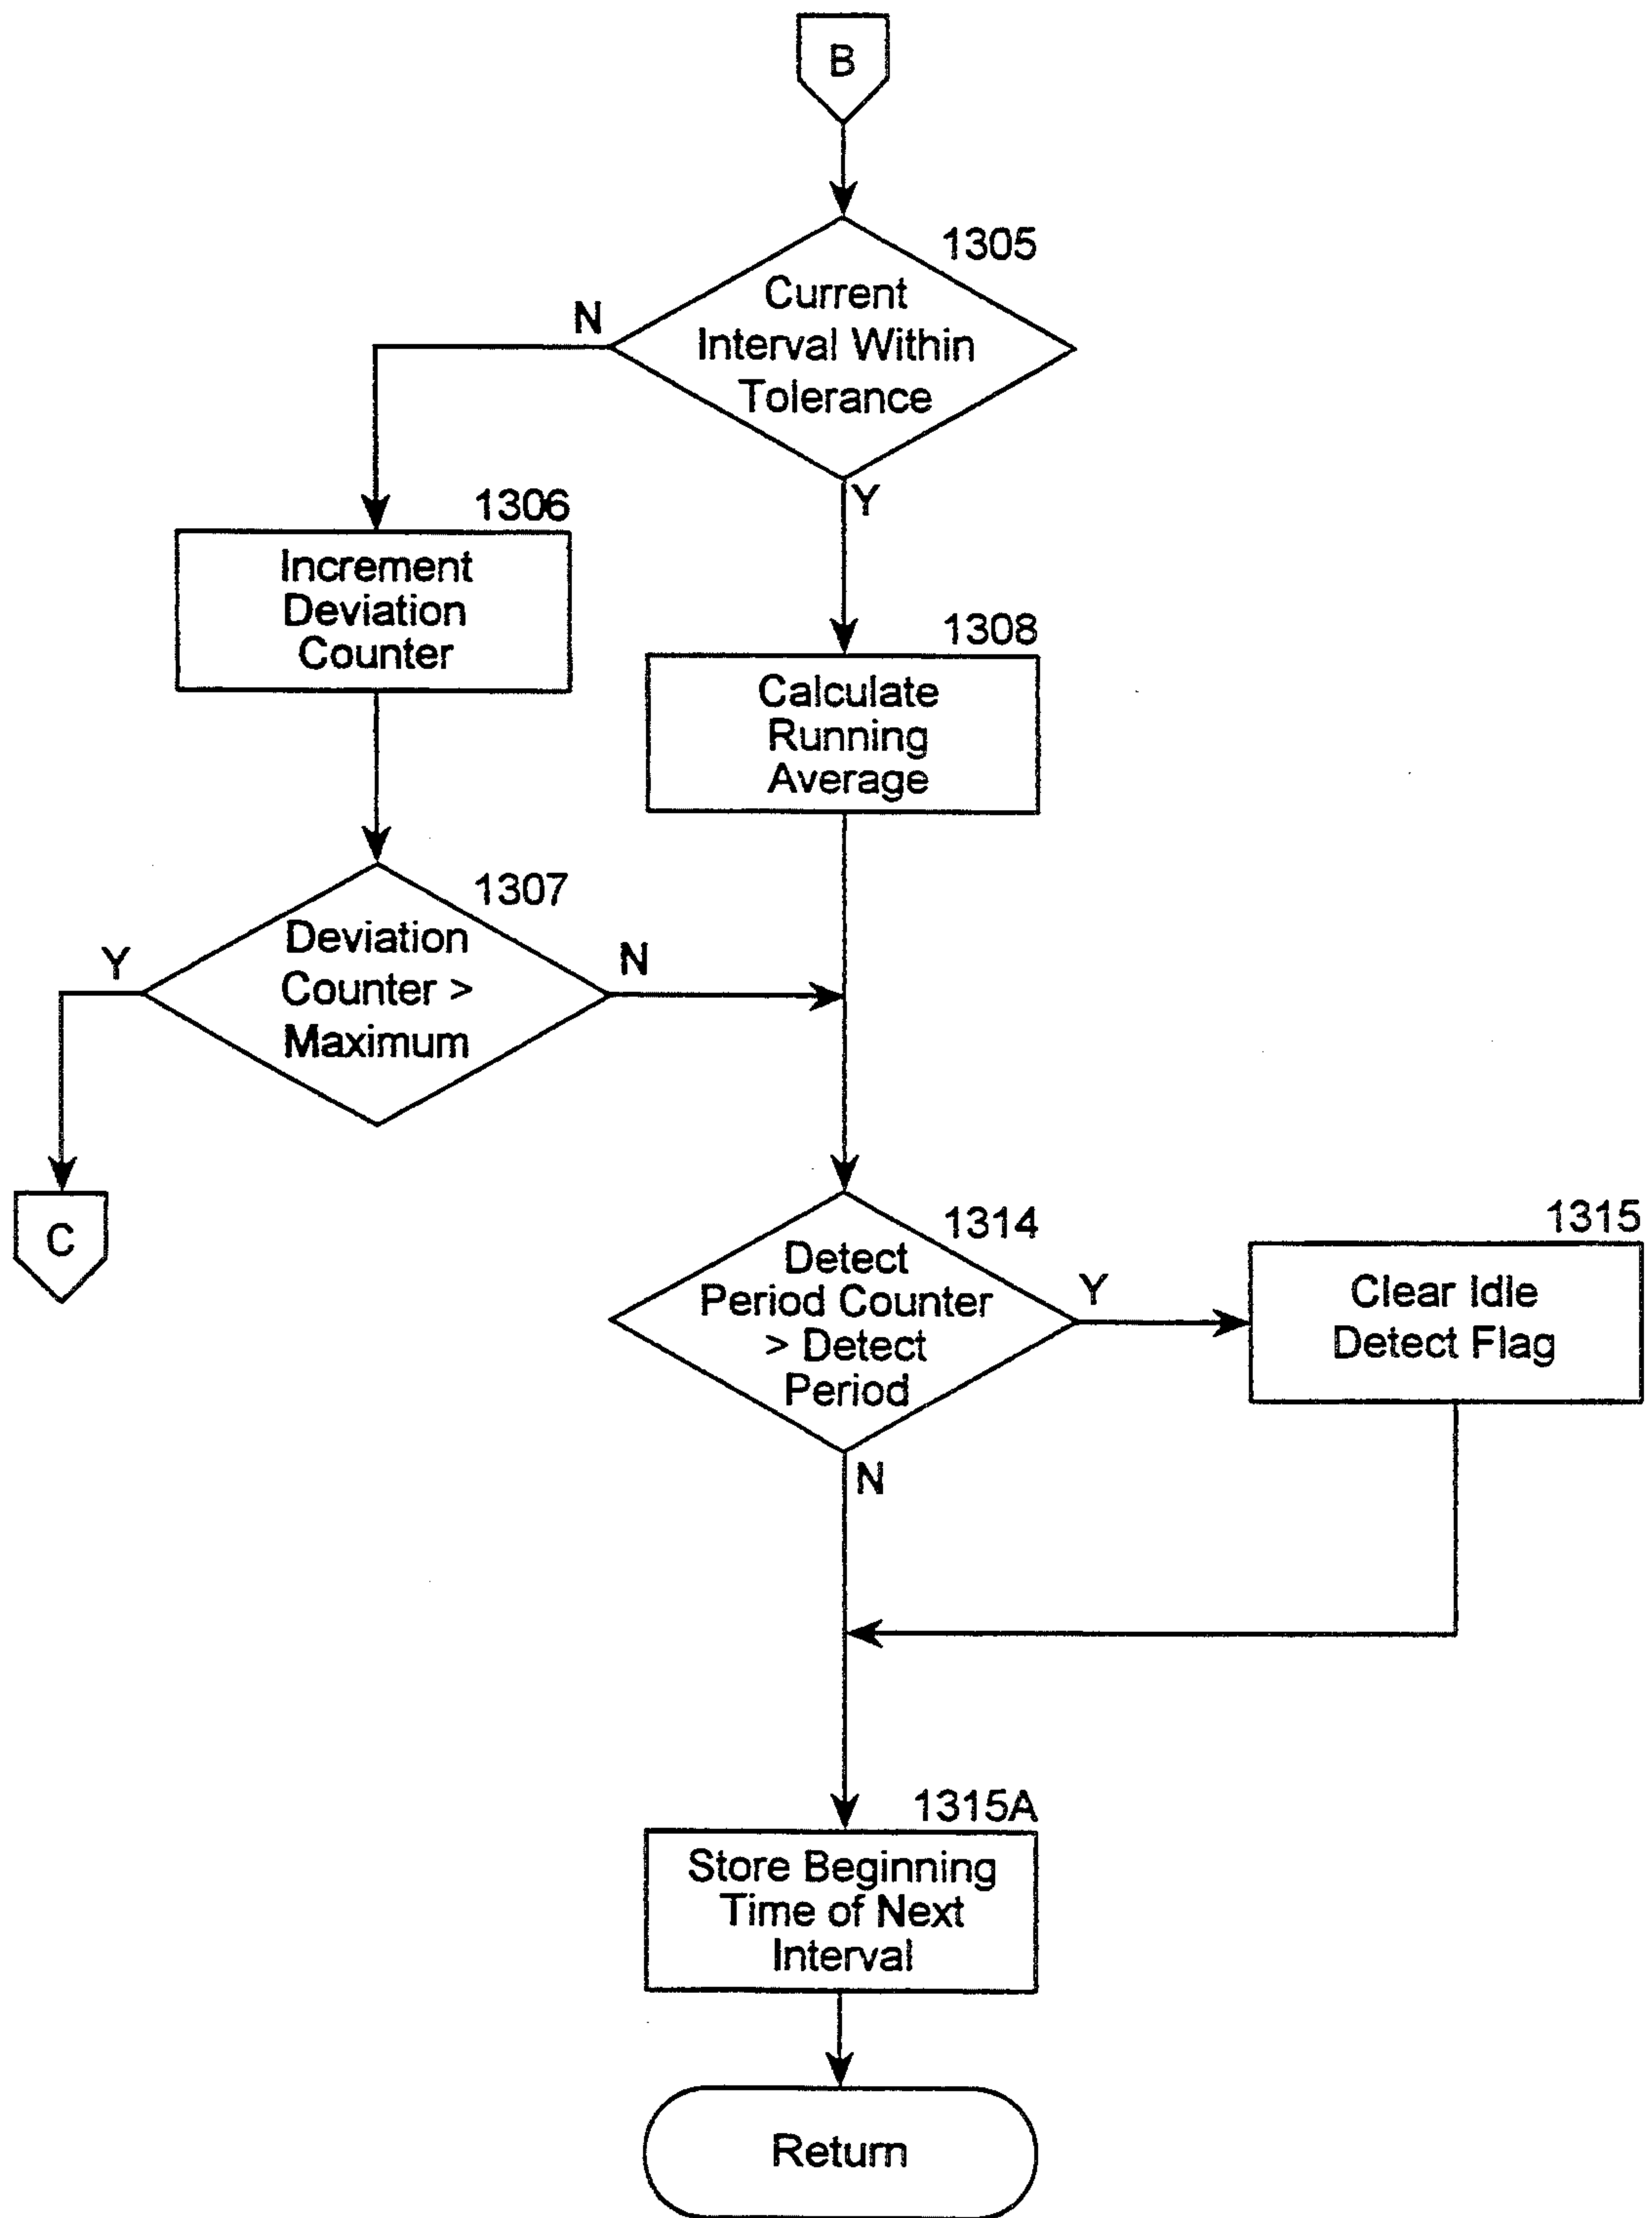 B
1305
Current
Interval Within
Tolerance
N
Y
1306
Increment
Deviation
Counter
1308
Calculate
Running
Average
1307
Deviation
Counter >
Maximum
Y
N
C
1314
Detect
Period Counter
> Detect
Period
Y
N
1315
Clear Idle
Detect Flag
1315A
Store Beginning
Time of Next
Interval
Return